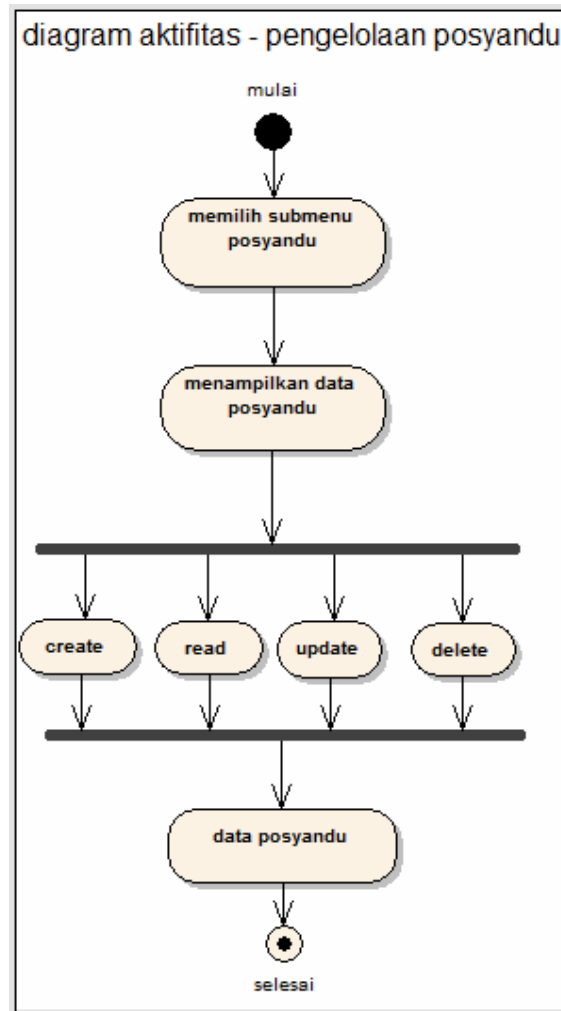 diagram aktifitas - pengelolaan posyandu
mulai
memilih submenu
posyandu
menampilkan data
posyandu
create
read
update
delete
data posyandu
selesai